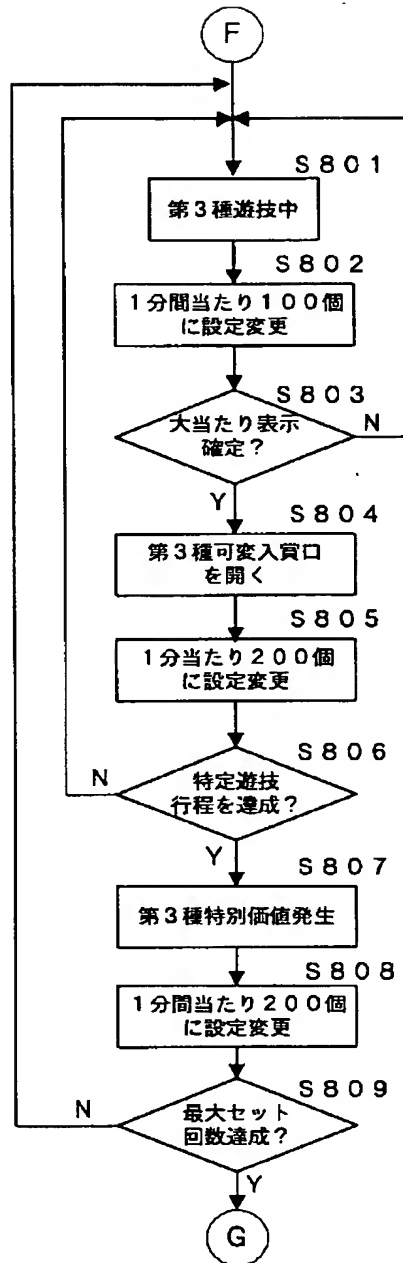 F
S801
第3種遊技中
S802
1分間当たり100個
に設定変更
S803
大当たり表示
確定？
N
Y
S804
第3種可変入賞口
を開く
S805
1分当たり200個
に設定変更
S806
特定遊技
行程を達成？
N
Y
S807
第3種特別価値発生
S808
1分間当たり200個
に設定変更
S809
最大セット
回数達成？
N
Y
G